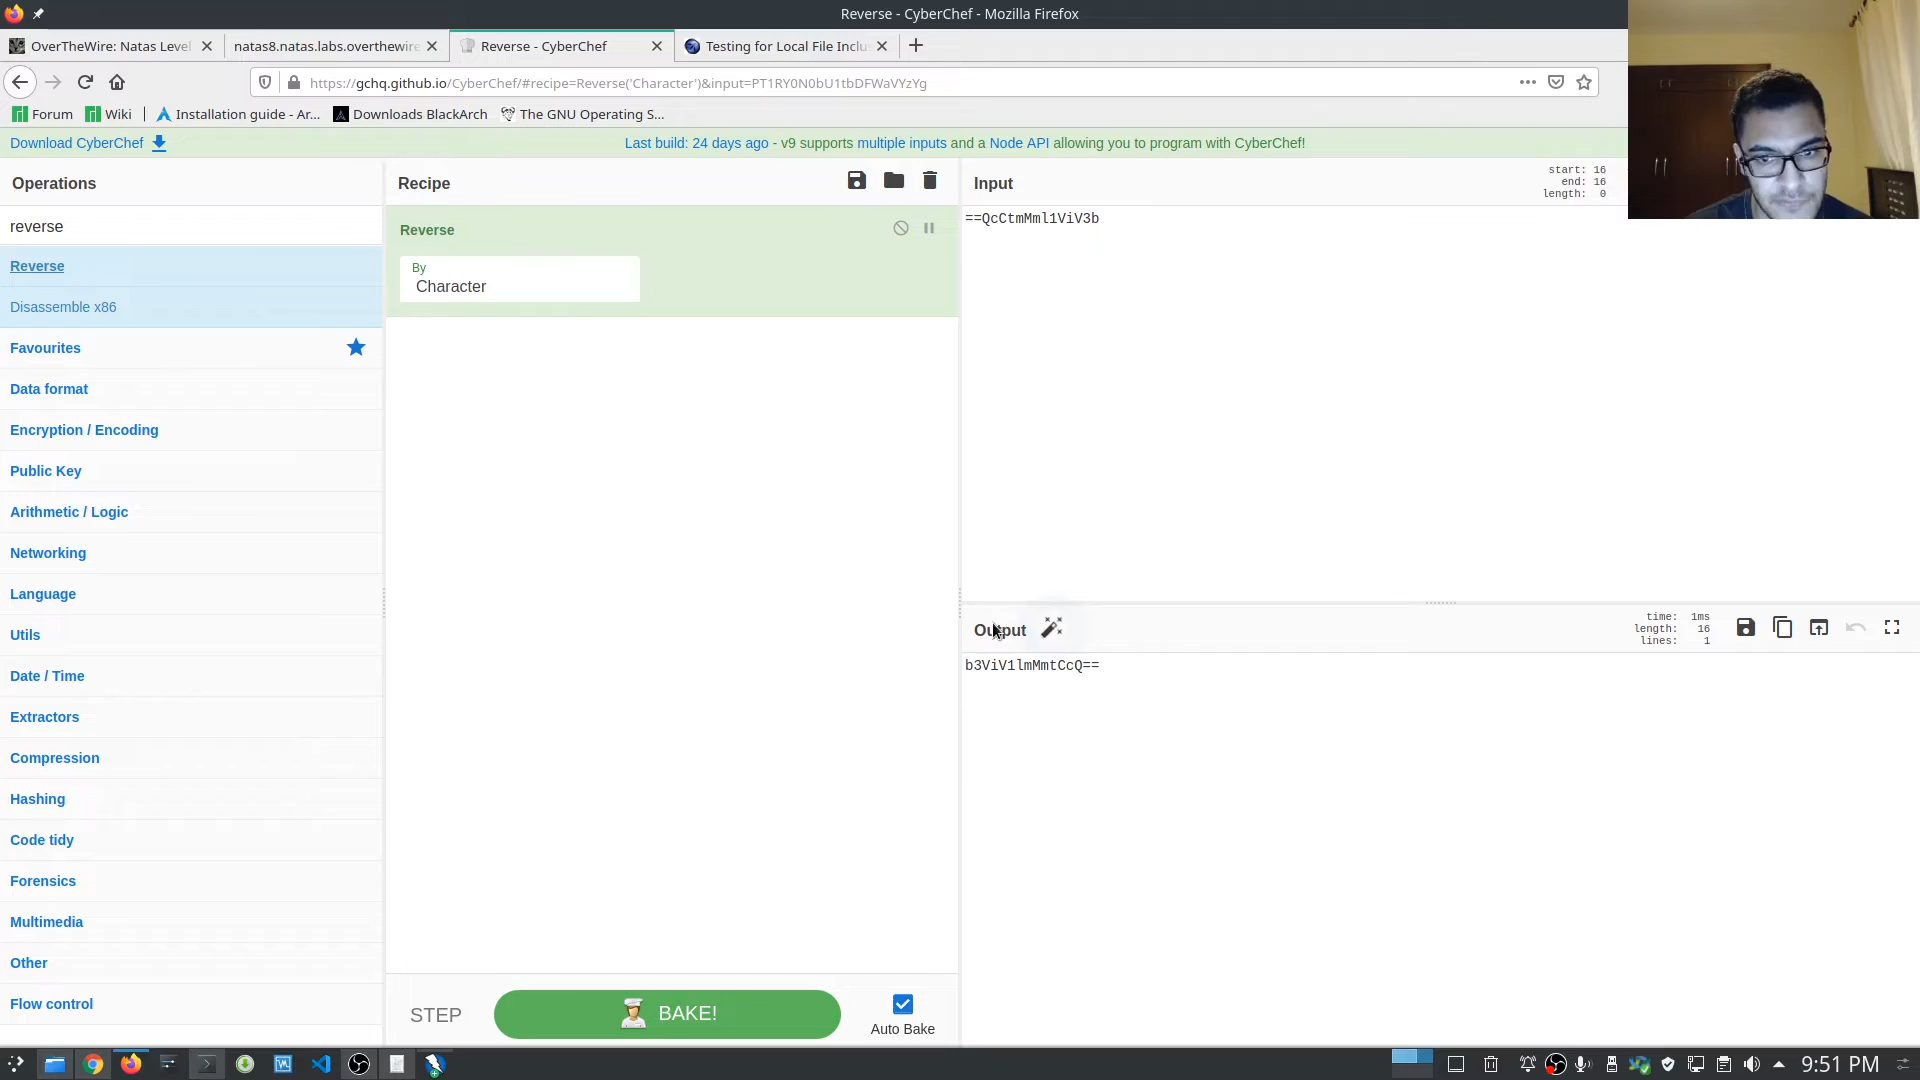 Reverse - CyberChef - Mozilla Firefox
OverTheWire: Natas Level
natas8.natas.labs.overthewire
Reverse - CyberChef
Testing for Local File Inclu
https://gchq.github.io/CyberChef/#recipe=Reverse('Character')&input=PT1RY0N0bU1tbDFWaVYzYg
Forum
Wiki
Installation guide - Ar...
Downloads BlackArch
The GNU Operating S...
Download CyberChef
Last build: 24 days ago - v9 supports multiple inputs and a Node API allowing you to program with CyberChef!
Operations
Recipe
Input
start: 16
end: 16
length: 0
reverse
Reverse
By
Character
==QcCtmMml1ViV3b
Reverse
Disassemble x86
Favourites
Data format
Encryption / Encoding
Public Key
Arithmetic / Logic
Networking
Language
Utils
Date / Time
Extractors
Compression
Hashing
Code tidy
Forensics
Multimedia
Other
Flow control
Output
time: 1ms
length: 16
lines: 1
b3ViV1lmMmtCcQ==
STEP
BAKE!
Auto Bake
9:51 PM